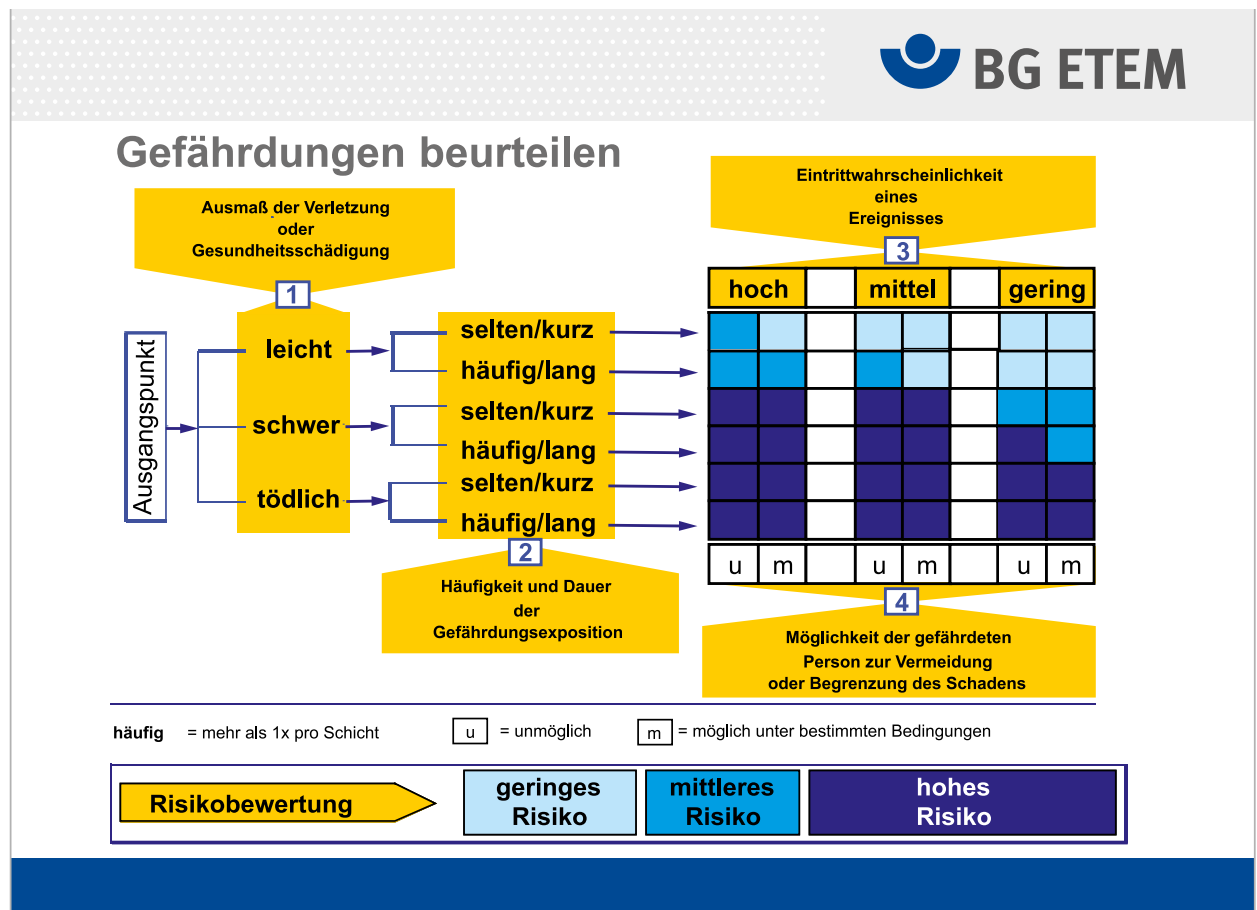 BG ETEM
Gefährdungen beurteilen
Ausmaß der Verletzung
oder
Gesundheitsschädigung
1
Eintrittwahrscheinlichkeit
eines
Ereignisses
3
hoch mittel gering
Ausgangspunkt
leicht
schwer
tödlich
selten/kurz
häufig/lang
selten/kurz
häufig/lang
selten/kurz
häufig/lang
2
Häufigkeit und Dauer
der
Gefährdungsexposition
u m u m u m
4
Möglichkeit der gefährdeten
Person zur Vermeidung
oder Begrenzung des Schadens
häufig = mehr als 1x pro Schicht u = unmöglich m = möglich unter bestimmten Bedingungen
Risikobewertung
geringes
Risiko
mittleres
Risiko
hohes
Risiko